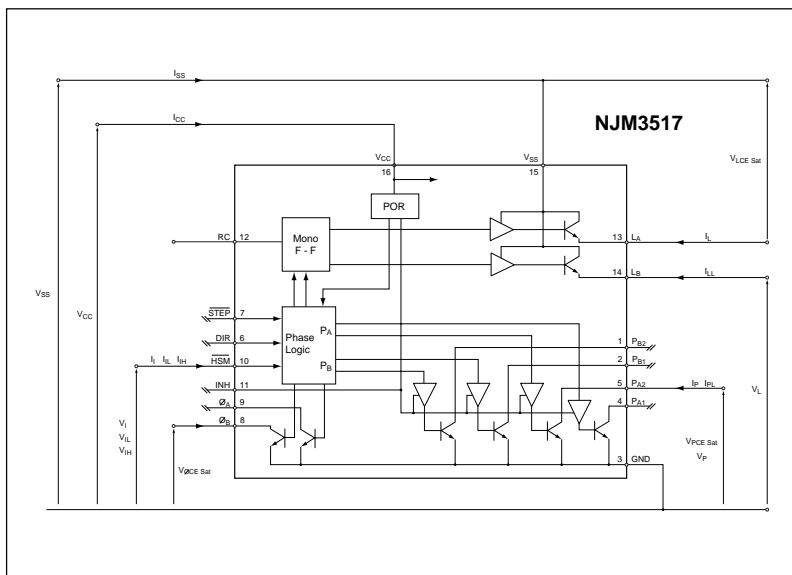 I_SS
I_CC
NJM3517
V_CC
V_SS
16
15
V_LCE Sat
POR
RC
12
Mono
F - F
13
L_A
I_L
14
L_B
I_LL
V_SS
V_CC
STEP
7
DIR
6
Phase
Logic
P_A
P_B
I_I I_IL I_IH
HSM
10
INH
11
Ø_A
9
Ø_B
8
1
P_B2
2
P_B1
5
P_A2
I_P I_PL
4
P_A1
V_L
V_I
V_IL
V_IH
V_ØCE Sat
3
GND
V_PCE Sat
V_P